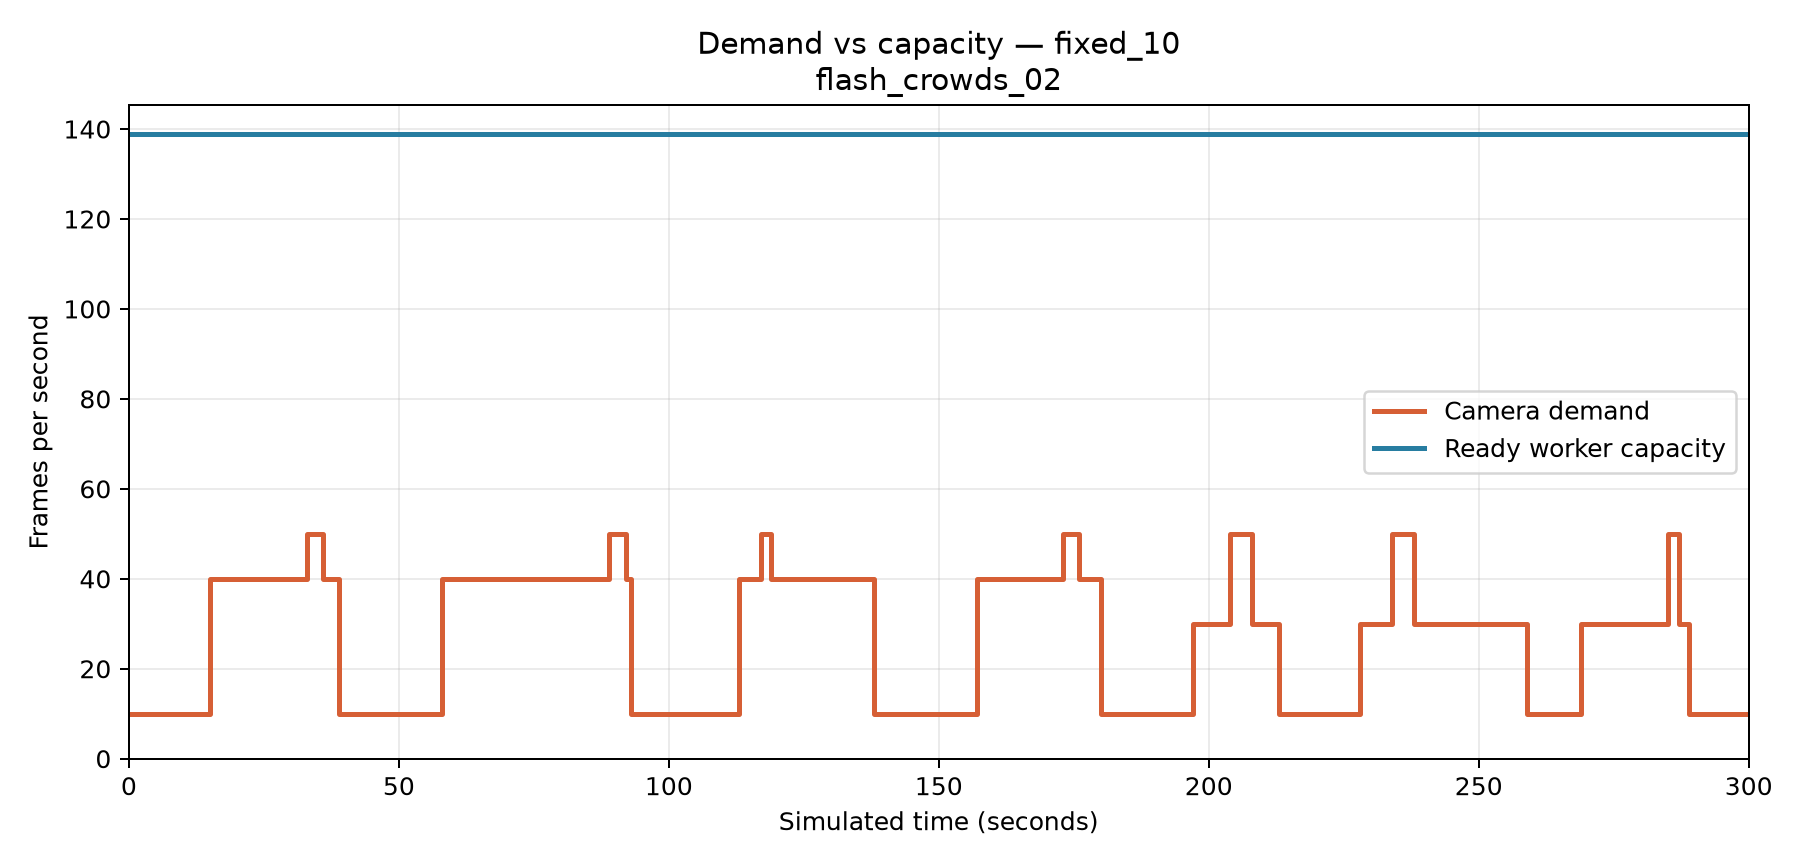 Demand vs capacity — fixed_10
flash_crowds_02
Frames per second
140
120
100
80
60
40
20
0
Camera demand
Ready worker capacity
0 50 100 150 200 250 300
Simulated time (seconds)